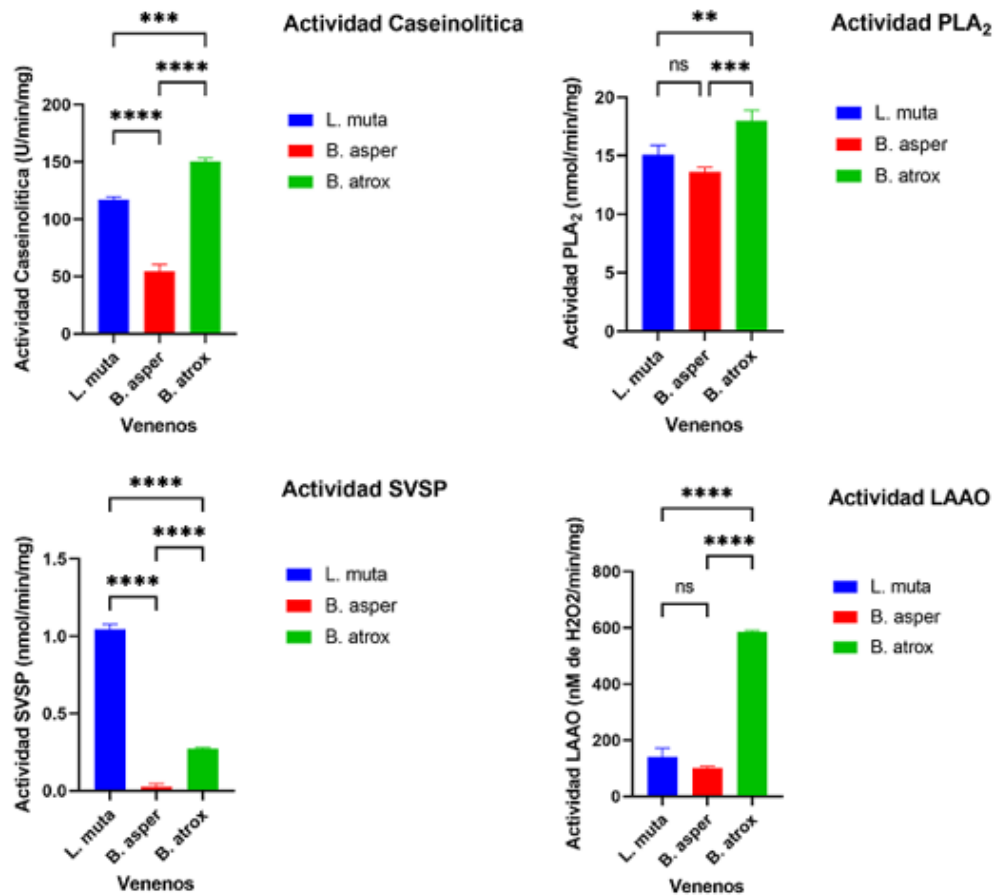 Actividad Caseinolítica
***
****
****
Actividad Caseinolítica (U/min/mg)
200
150
100
50
0
L. muta
B. asper
B. atrox
Venenos
L. muta
B. asper
B. atrox
Actividad PLA₂
**
ns
***
Actividad PLA₂ (nmol/min/mg)
20
15
10
5
0
L. muta
B. asper
B. atrox
Venenos
L. muta
B. asper
B. atrox
Actividad SVSP
****
****
****
Actividad SVSP (nmol/min/mg)
1.5
1.0
0.5
0.0
L. muta
B. asper
B. atrox
Venenos
L. muta
B. asper
B. atrox
Actividad LAAO
****
****
ns
Actividad LAAO (nM de H2O2/min/mg)
800
600
400
200
0
L. muta
B. asper
B. atrox
Venenos
L. muta
B. asper
B. atrox